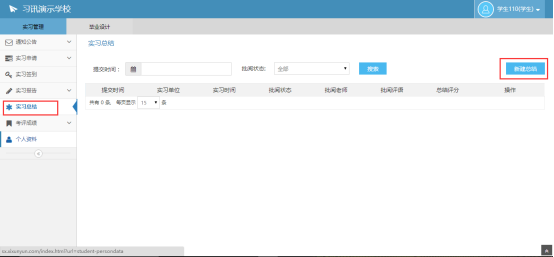 习讯演示学校
学生110(学生)
实习管理 毕业设计
通知公告
实习申请
实习签到
实习报告
实习总结
考评成绩
个人资料
实习总结
提交时间： 批阅状态: 全部 搜索 新建总结
提交时间 实习单位 实习时间 批阅状态 批阅老师 批阅评语 总结评分 操作
共有 0 条, 每页显示 15 条
sx.xixunyun.com/index.html?url=student-persondata